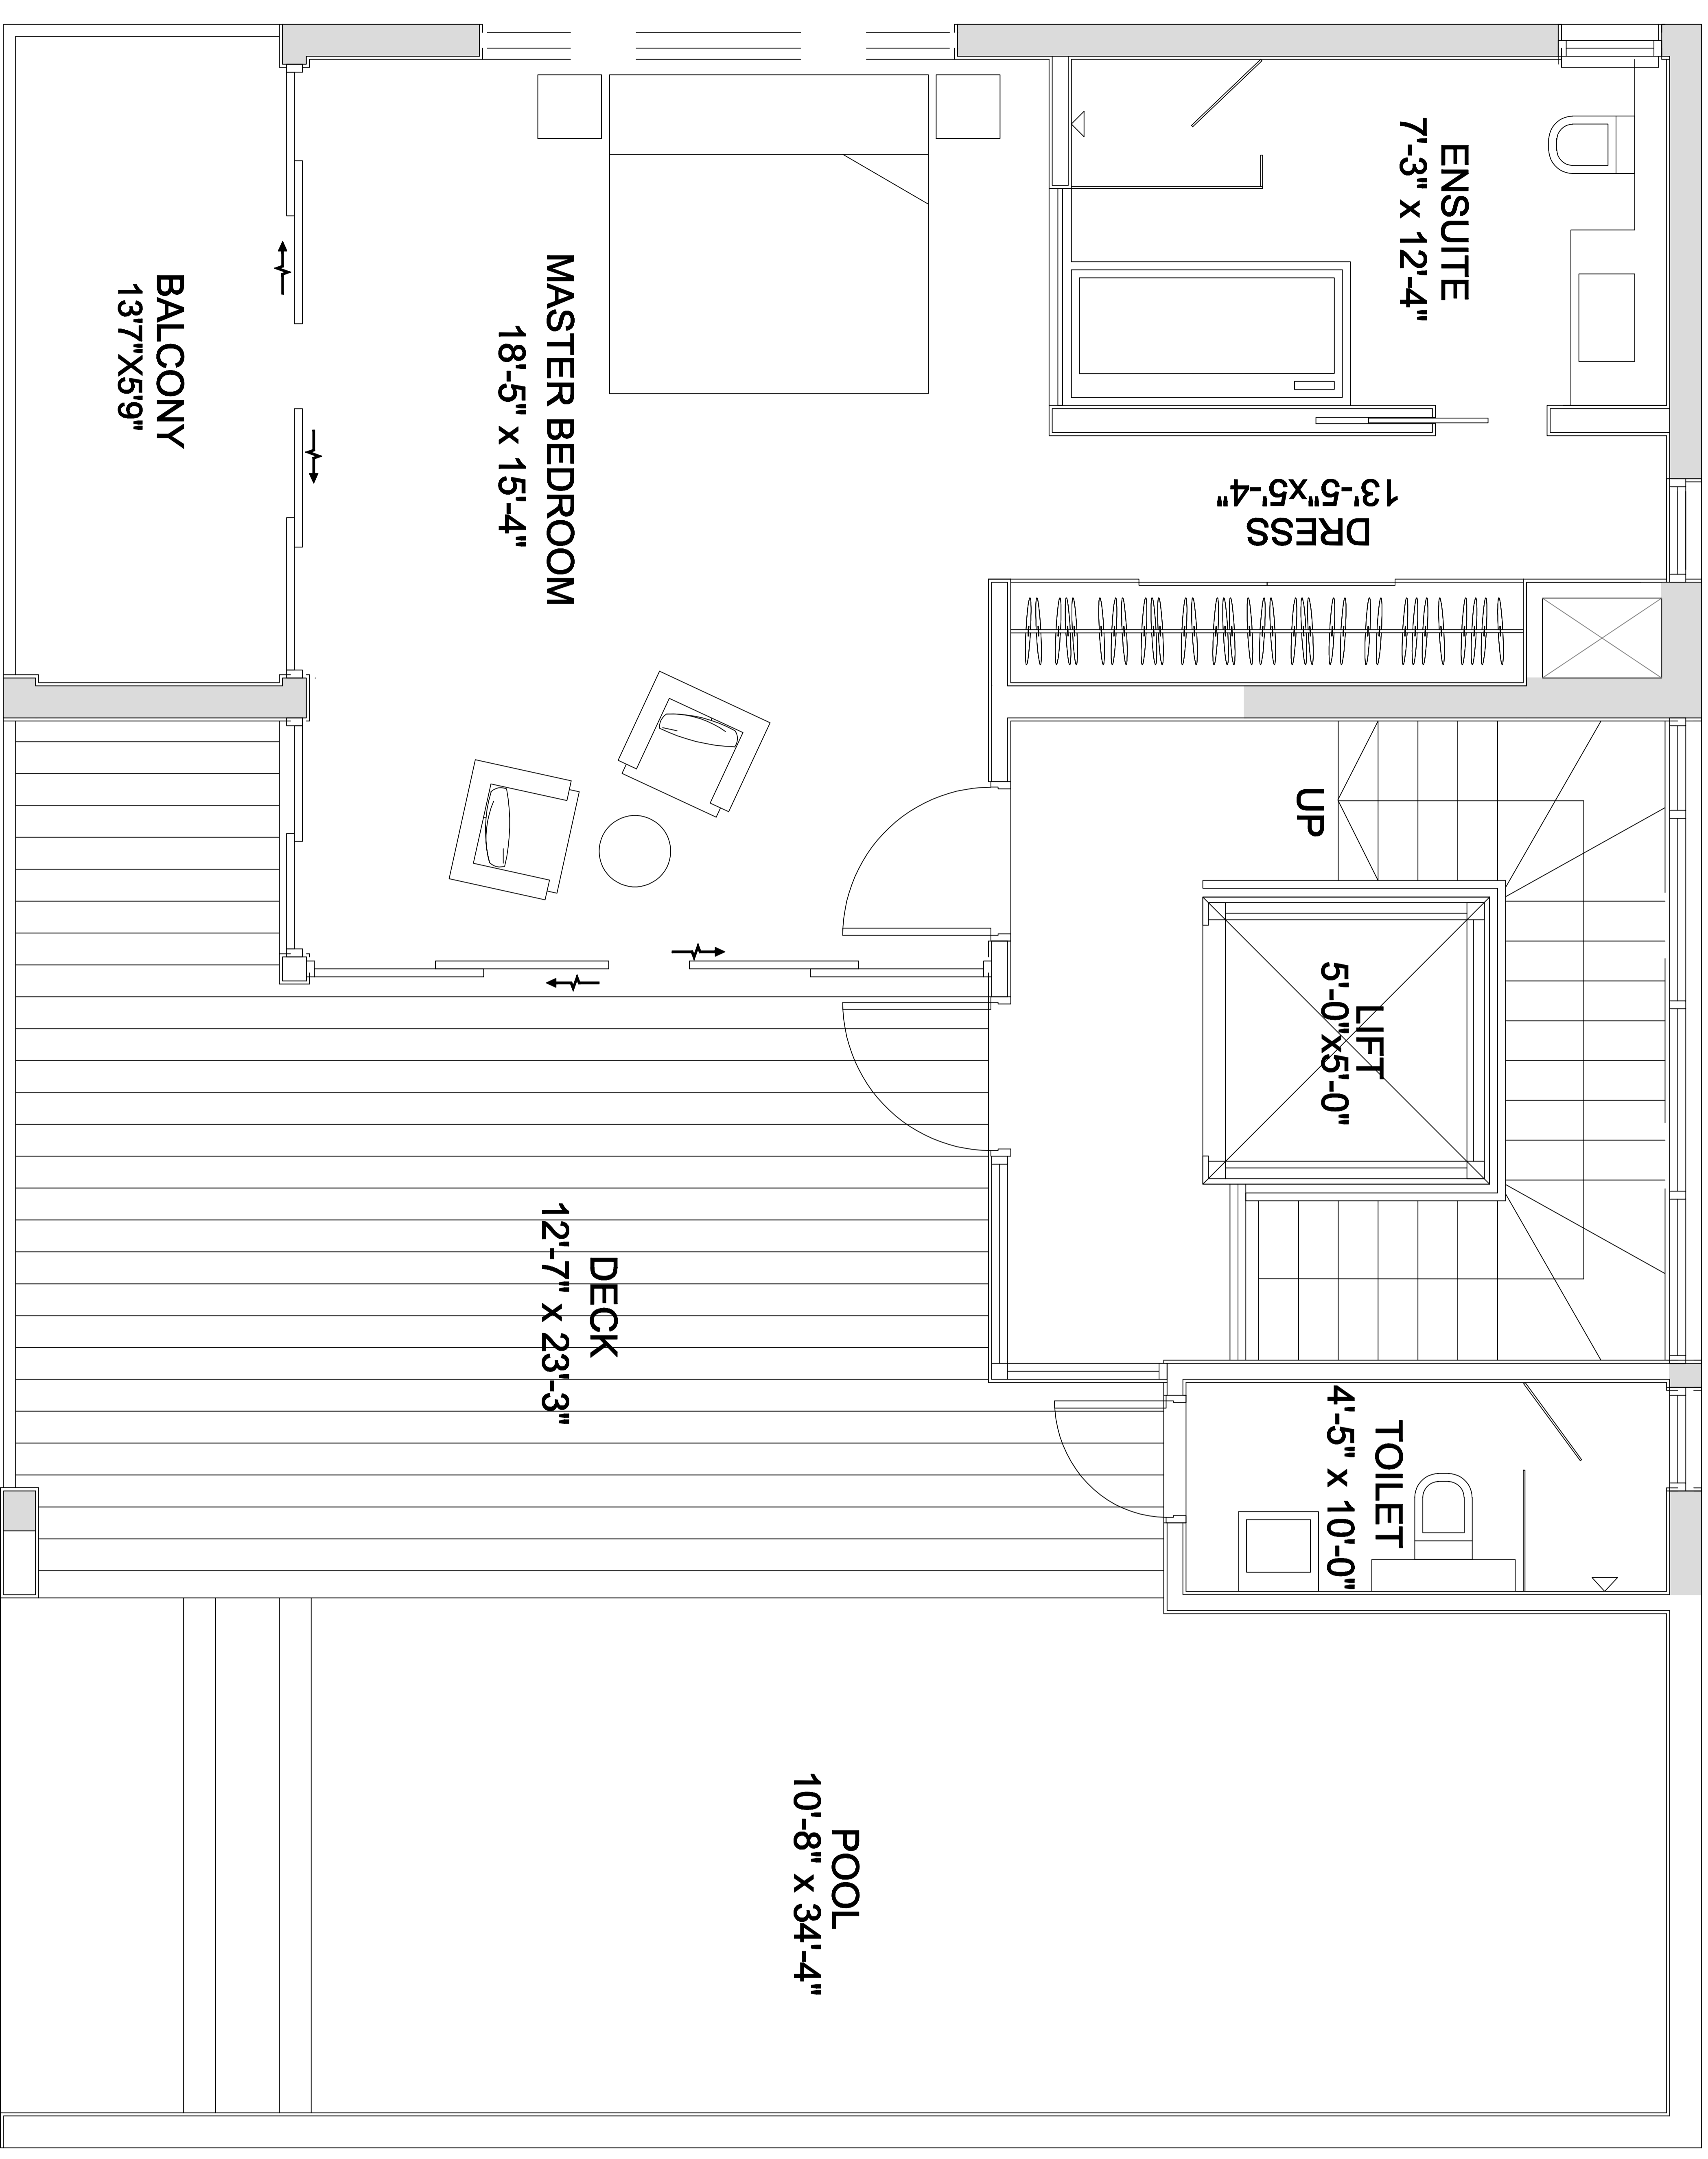 ENSUITE
7'-3" x 12'-4"
MASTER BEDROOM
18'-5" x 15'-4"
BALCONY
13'7"X5'9"
DRESS
13'-5"x5'-4"
UP
LIFT
5'-0"x5'-0"
DECK
12'-7" x 23'-3"
TOILET
4'-5" x 10'-0"
POOL
10'-8" x 34'-4"